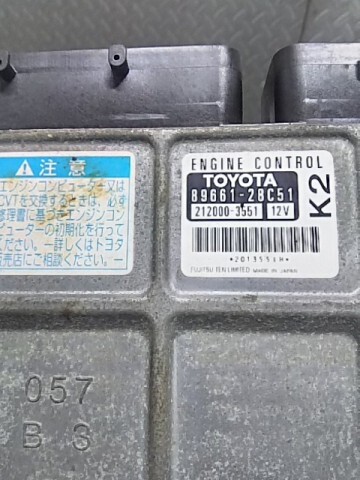 注意
エンジンコンピュータ又は
CVTを交換するときは、必ず
修理書に基づきエンジンコン
ピューターの初期化を行って
ください。…詳しくはトヨタ
販売店にご相談ください。
ENGINE CONTROL
TOYOTA
89661-28C51
212000-3551 12V
K2
FUJITSU TEN LIMITED MADE IN JAPAN
057
B 3